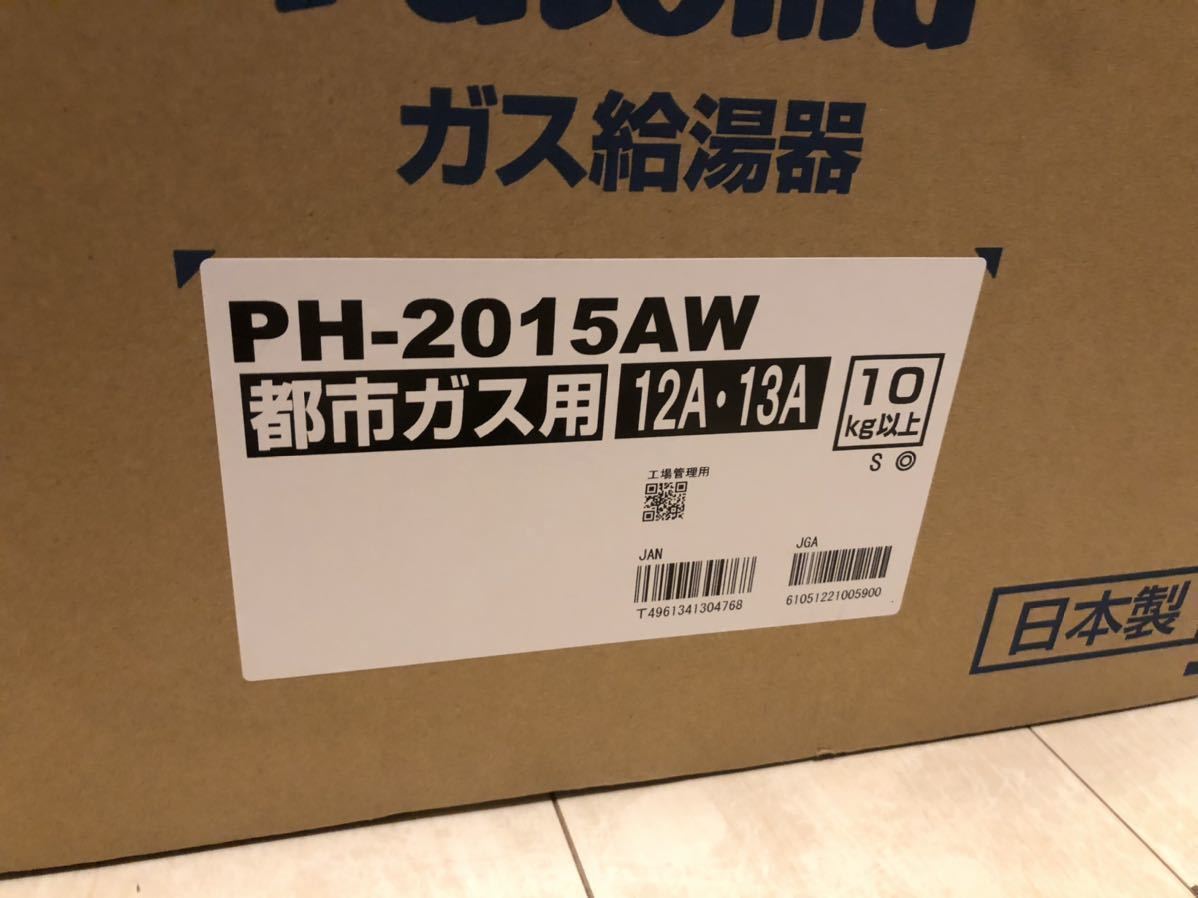 Paloma
ガス給湯器
PH-2015AW
都市ガス用 12A・13A
10
kg以上
S ◎
工場管理用
JAN
T4961341304768
JGA
61051221005900
日本製